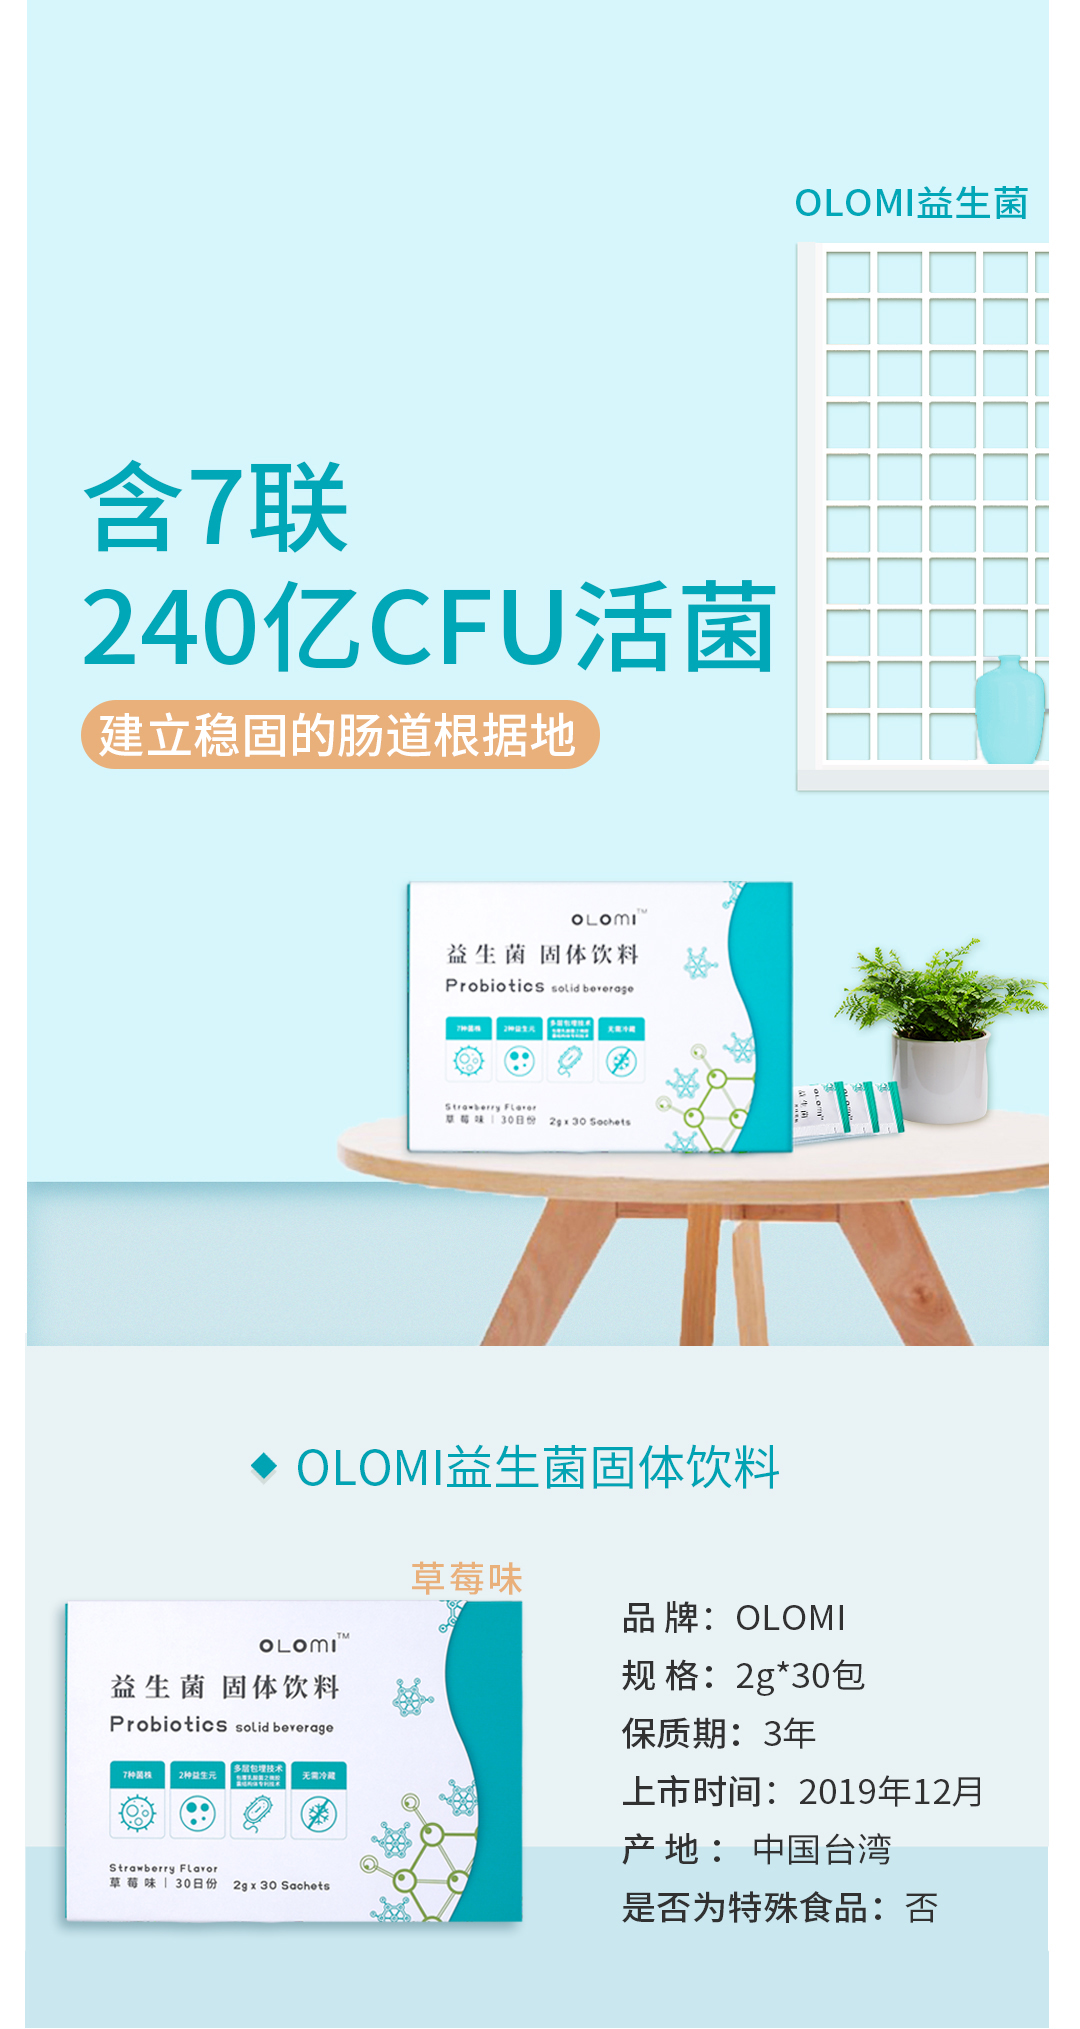 OLOMI益生菌
含7联
240亿CFU活菌
建立稳固的肠道根据地
OLOMI™
益生菌 固体饮料
Probiotics solid beverage
7种菌株 2种益生元 多层包埋技术 无需冷藏
Strawberry Flavor
草莓味 | 30日份 2g x 30 Sachets
OLOMI
益生菌
OLOMI
◆ OLOMI益生菌固体饮料
草莓味
OLOMI™
益生菌 固体饮料
Probiotics solid beverage
7种菌株 2种益生元 多层包埋技术 无需冷藏
Strawberry Flavor
草莓味 | 30日份 2g x 30 Sachets
品 牌：OLOMI
规 格：2g*30包
保质期：3年
上市时间：2019年12月
产 地 ： 中国台湾
是否为特殊食品：否